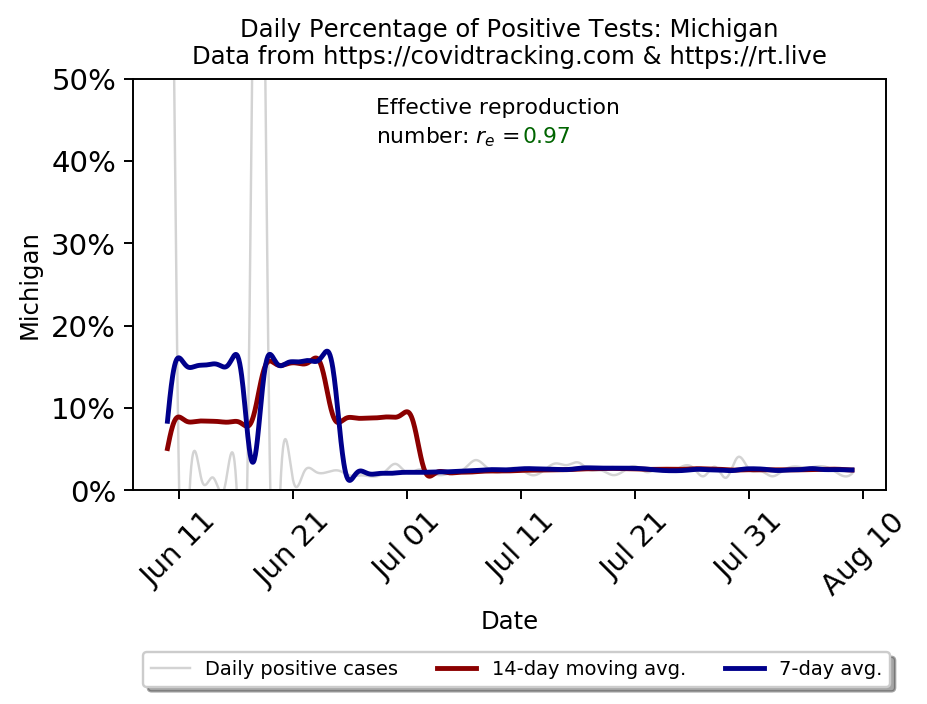 Daily Percentage of Positive Tests: Michigan
Data from https://covidtracking.com & https://rt.live
Effective reproduction
number: rₑ =0.97
50%
40%
30%
20%
10%
0%
Michigan
Jun 11
Jun 21
Jul 01
Jul 11
Jul 21
Jul 31
Aug 10
Date
Daily positive cases
14-day moving avg.
7-day avg.